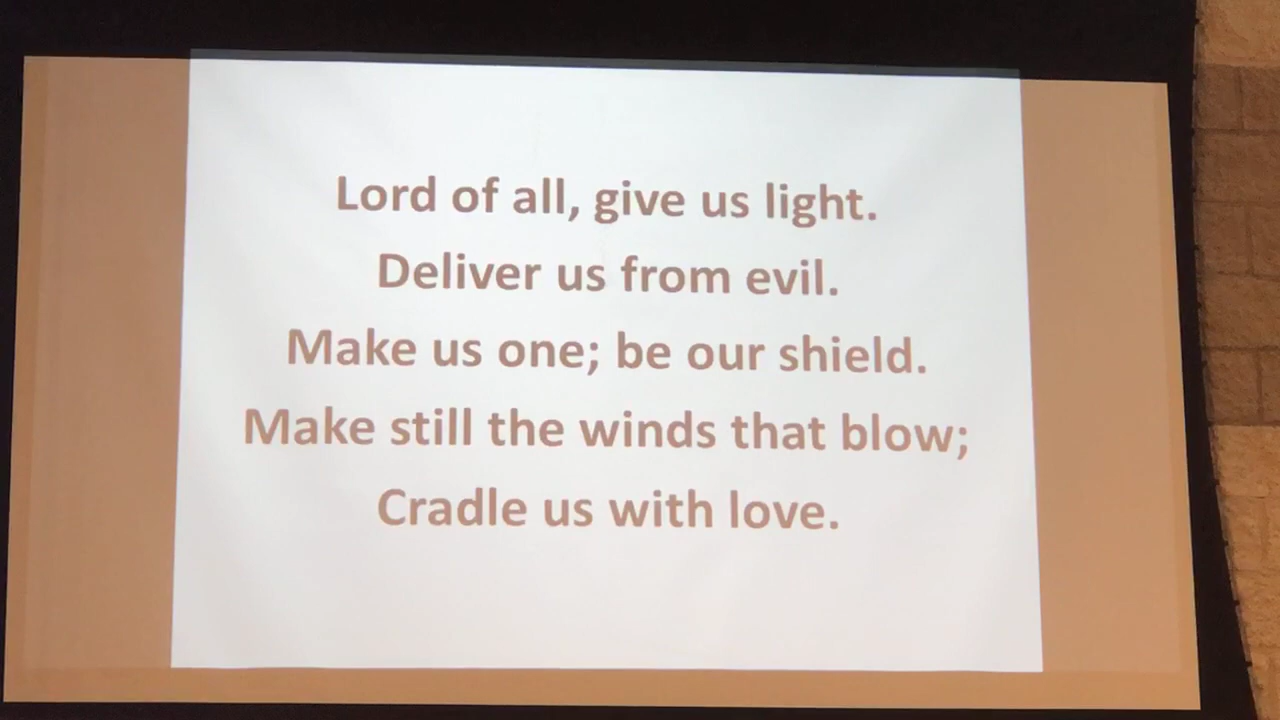 Lord of all, give us light.
Deliver us from evil.
Make us one; be our shield.
Make still the winds that blow;
Cradle us with love.